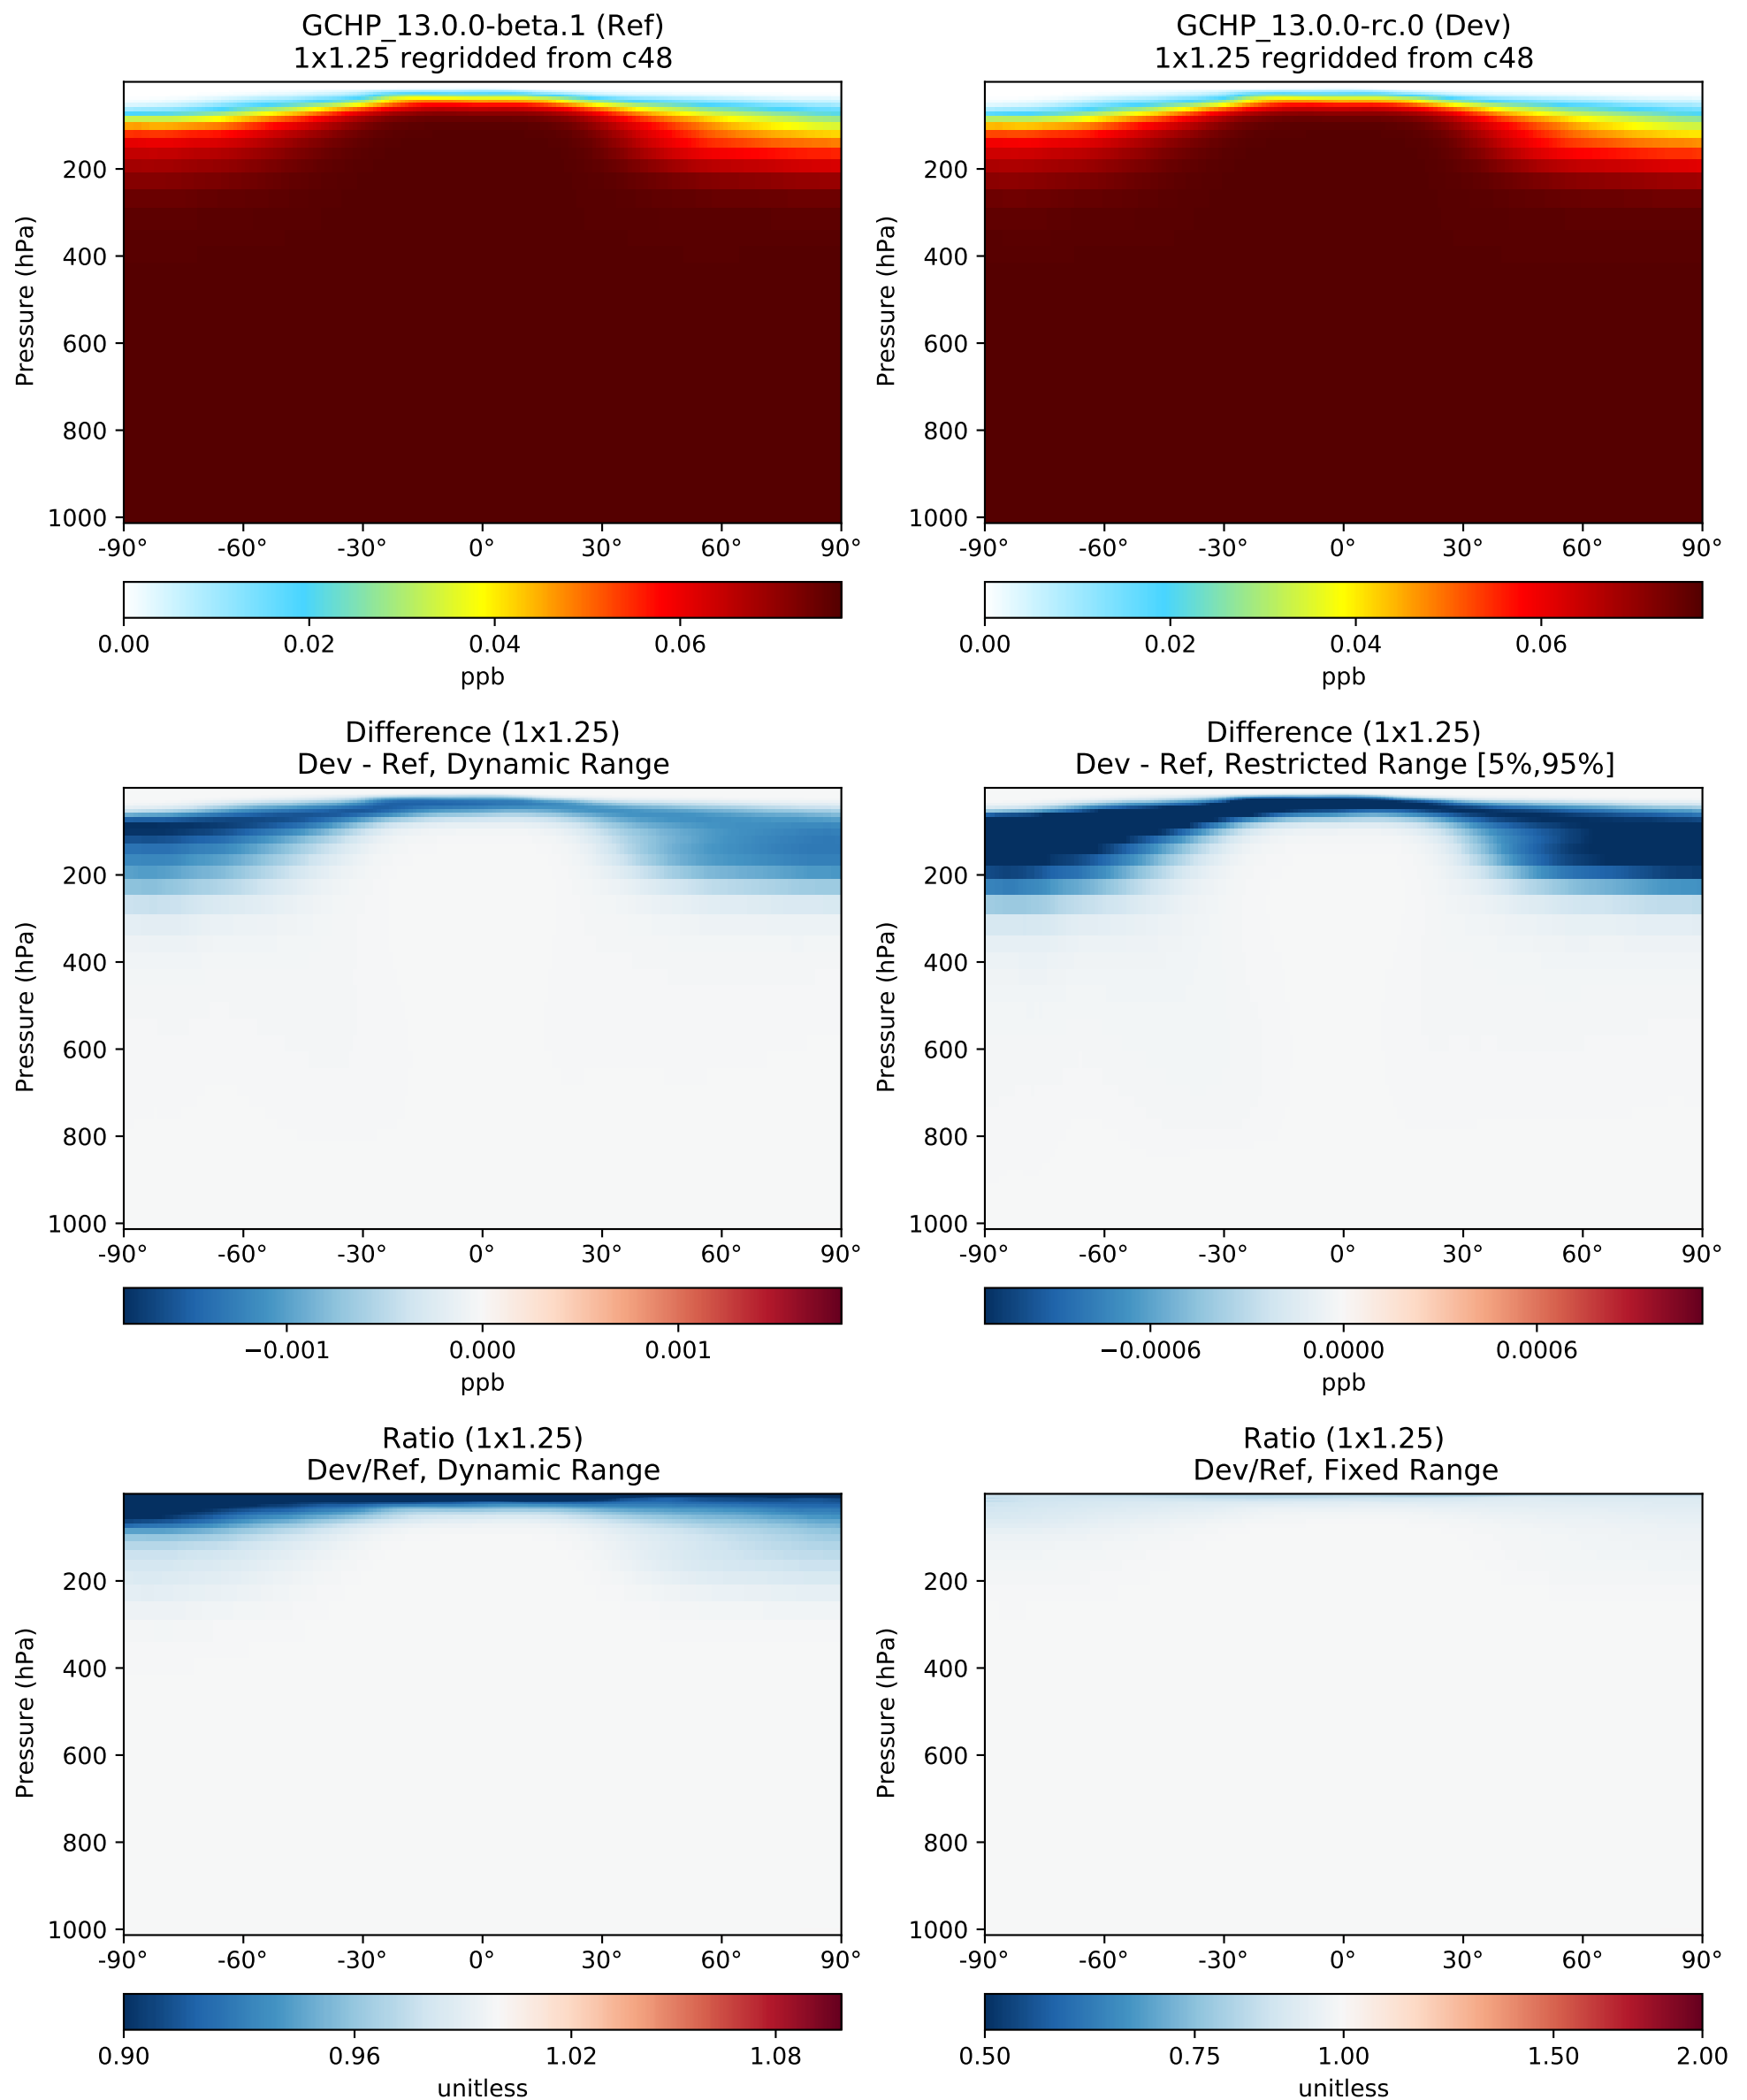 GCHP_13.0.0-beta.1 (Ref)
1x1.25 regridded from c48
Pressure (hPa)
200
400
600
800
1000
-90° -60° -30° 0° 30° 60° 90°
0.00 0.02 0.04 0.06
ppb
GCHP_13.0.0-rc.0 (Dev)
1x1.25 regridded from c48
Pressure (hPa)
200
400
600
800
1000
-90° -60° -30° 0° 30° 60° 90°
0.00 0.02 0.04 0.06
ppb
Difference (1x1.25)
Dev - Ref, Dynamic Range
Pressure (hPa)
200
400
600
800
1000
-90° -60° -30° 0° 30° 60° 90°
−0.001 0.000 0.001
ppb
Difference (1x1.25)
Dev - Ref, Restricted Range [5%,95%]
Pressure (hPa)
200
400
600
800
1000
-90° -60° -30° 0° 30° 60° 90°
−0.0006 0.0000 0.0006
ppb
Ratio (1x1.25)
Dev/Ref, Dynamic Range
Pressure (hPa)
200
400
600
800
1000
-90° -60° -30° 0° 30° 60° 90°
0.90 0.96 1.02 1.08
unitless
Ratio (1x1.25)
Dev/Ref, Fixed Range
Pressure (hPa)
200
400
600
800
1000
-90° -60° -30° 0° 30° 60° 90°
0.50 0.75 1.00 1.50 2.00
unitless